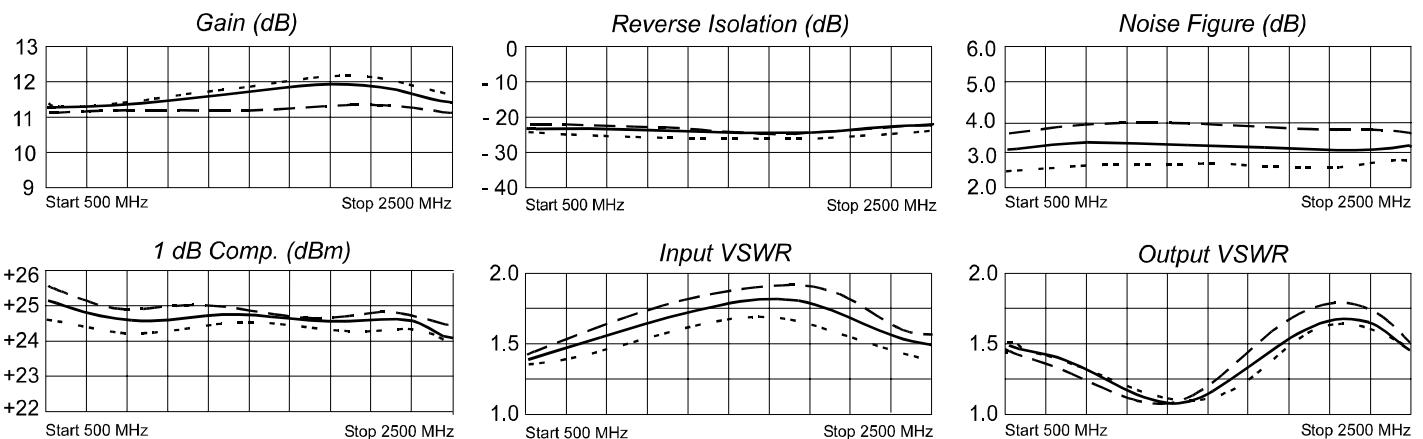 Gain (dB)
13
12
11
10
9
Start 500 MHz
Stop 2500 MHz
Reverse Isolation (dB)
0
- 10
- 20
- 30
- 40
Start 500 MHz
Stop 2500 MHz
Noise Figure (dB)
6.0
5.0
4.0
3.0
2.0
Start 500 MHz
Stop 2500 MHz
1 dB Comp. (dBm)
+26
+25
+24
+23
+22
Start 500 MHz
Stop 2500 MHz
Input VSWR
2.0
1.5
1.0
Start 500 MHz
Stop 2500 MHz
Output VSWR
2.0
1.5
1.0
Start 500 MHz
Stop 2500 MHz